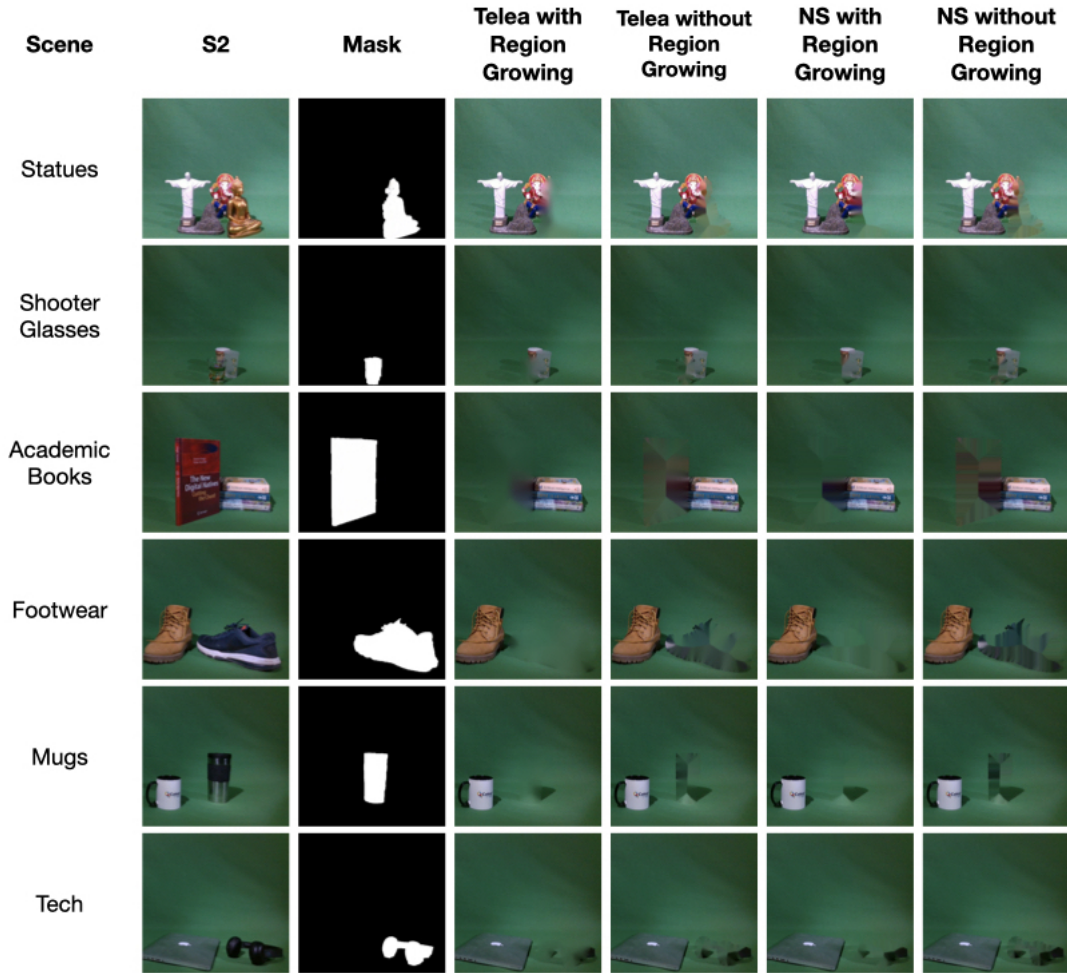 Scene
S2
Mask
Telea with
Region
Growing
Telea without
Region
Growing
NS with
Region
Growing
NS without
Region
Growing
Statues
Shooter
Glasses
Academic
Books
The New
Digital Natives
Footwear
Mugs
Tech